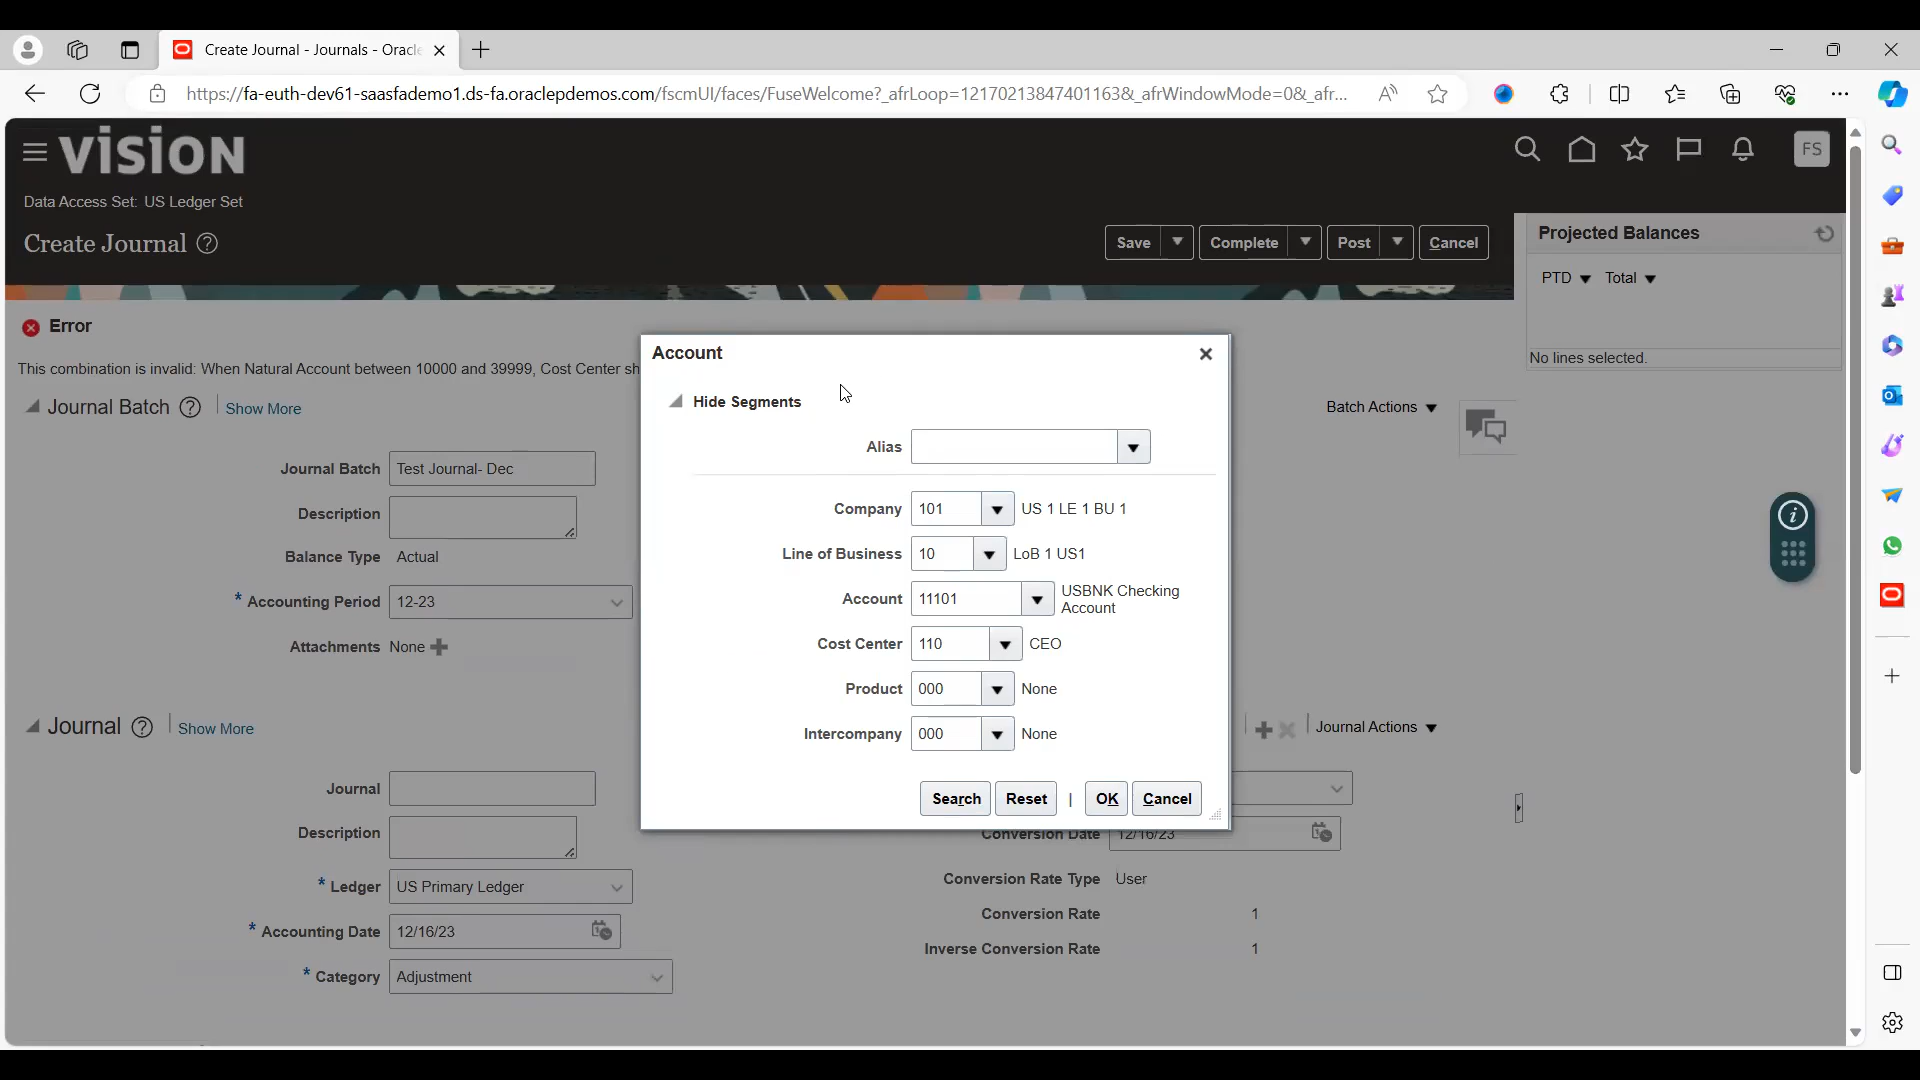 Create Journal - Journals - Oracle
https://fa-euth-dev61-saasfademo1.ds-fa.oraclepdemos.com/fscmUI/faces/FuseWelcome?_afrLoop=12170213847401163&_afrWindowMode=0&_afr...
VISION
FS
Data Access Set: US Ledger Set
Create Journal
Save
Complete
Post
Cancel
Projected Balances
PTD Total
No lines selected.
Error
This combination is invalid: When Natural Account between 10000 and 39999, Cost Center sh
Journal Batch Show More
Batch Actions
Journal Batch Test Journal- Dec
Description
Balance Type Actual
* Accounting Period 12-23
Attachments None
Account
Hide Segments
Alias
Company 101 US 1 LE 1 BU 1
Line of Business 10 LoB 1 US1
Account 11101 USBNK Checking
Account
Cost Center 110 CEO
Product 000 None
Intercompany 000 None
Search Reset | OK Cancel
Journal Show More
Journal Actions
Journal
Description
* Ledger US Primary Ledger
* Accounting Date 12/16/23
* Category Adjustment
Conversion Date 12/16/23
Conversion Rate Type User
Conversion Rate 1
Inverse Conversion Rate 1